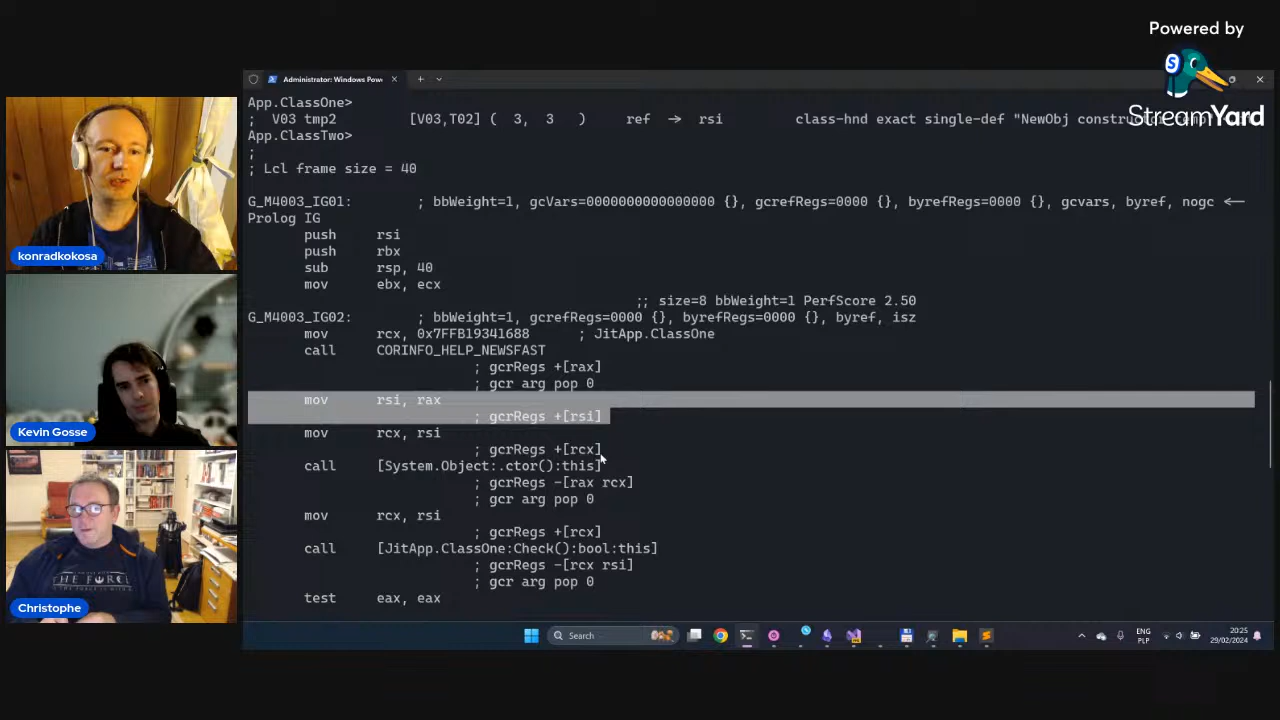 Powered by
StreamYard
Administrator: Windows Pow
App.ClassOne>
; V03 tmp2 [V03,T02] ( 3, 3 ) ref -> rsi class-hnd exact single-def "NewObj constructor
App.ClassTwo>
;
; Lcl frame size = 40
G_M4003_IG01: ; bbWeight=1, gcVars=0000000000000000 {}, gcrefRegs=0000 {}, byrefRegs=0000 {}, gcvars, byref, nogc <--
Prolog IG
push rsi
push rbx
sub rsp, 40
mov ebx, ecx
;; size=8 bbWeight=1 PerfScore 2.50
G_M4003_IG02: ; bbWeight=1, gcrefRegs=0000 {}, byrefRegs=0000 {}, byref, isz
mov rcx, 0x7FFB19341688 ; JitApp.ClassOne
call CORINFO_HELP_NEWSFAST
; gcrRegs +[rax]
; gcr arg pop 0
mov rsi, rax
; gcrRegs +[rsi]
mov rcx, rsi
; gcrRegs +[rcx]
call [System.Object:.ctor():this]
; gcrRegs -[rax rcx]
; gcr arg pop 0
mov rcx, rsi
; gcrRegs +[rcx]
call [JitApp.ClassOne:Check():bool:this]
; gcrRegs -[rcx rsi]
; gcr arg pop 0
test eax, eax
konradkokosa
Kevin Gosse
THE FORCE
Christophe
Search
ENG
PLP
20:25
29/02/2024